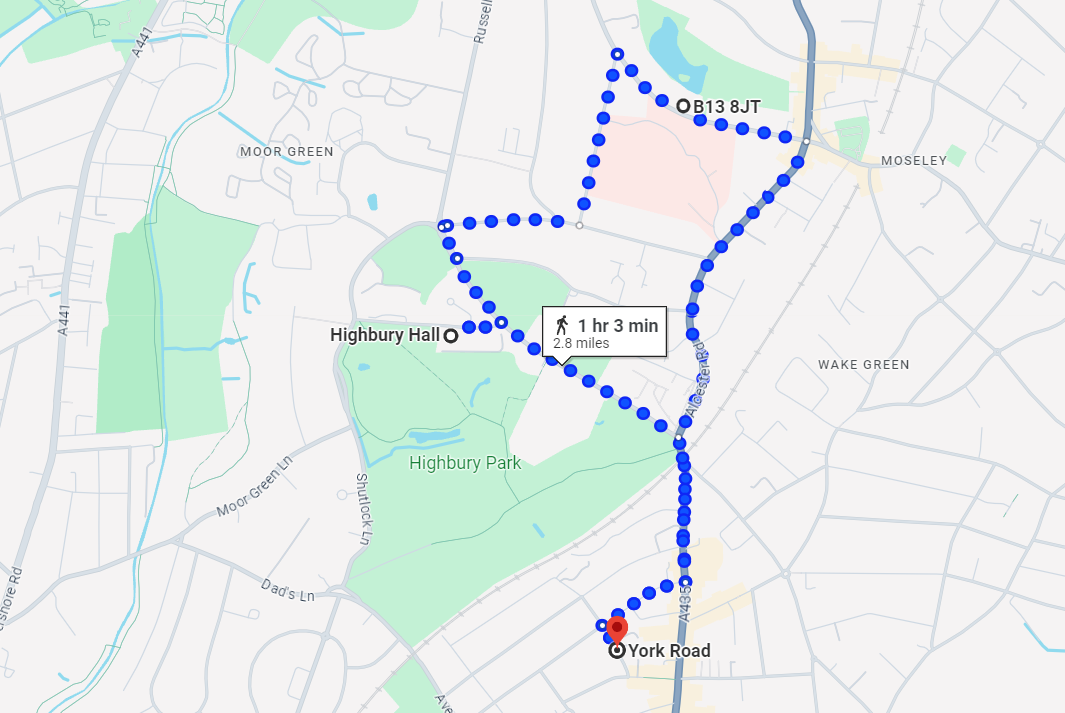 A441
Russell
B13 8JT
MOOR GREEN
MOSELEY
A441
Highbury Hall
1 hr 3 min
2.8 miles
WAKE GREEN
Alcester Rd
Highbury Park
Moor Green Ln
Shutlock Ln
Dad's Ln
ershore Rd
A435
York Road
Ave